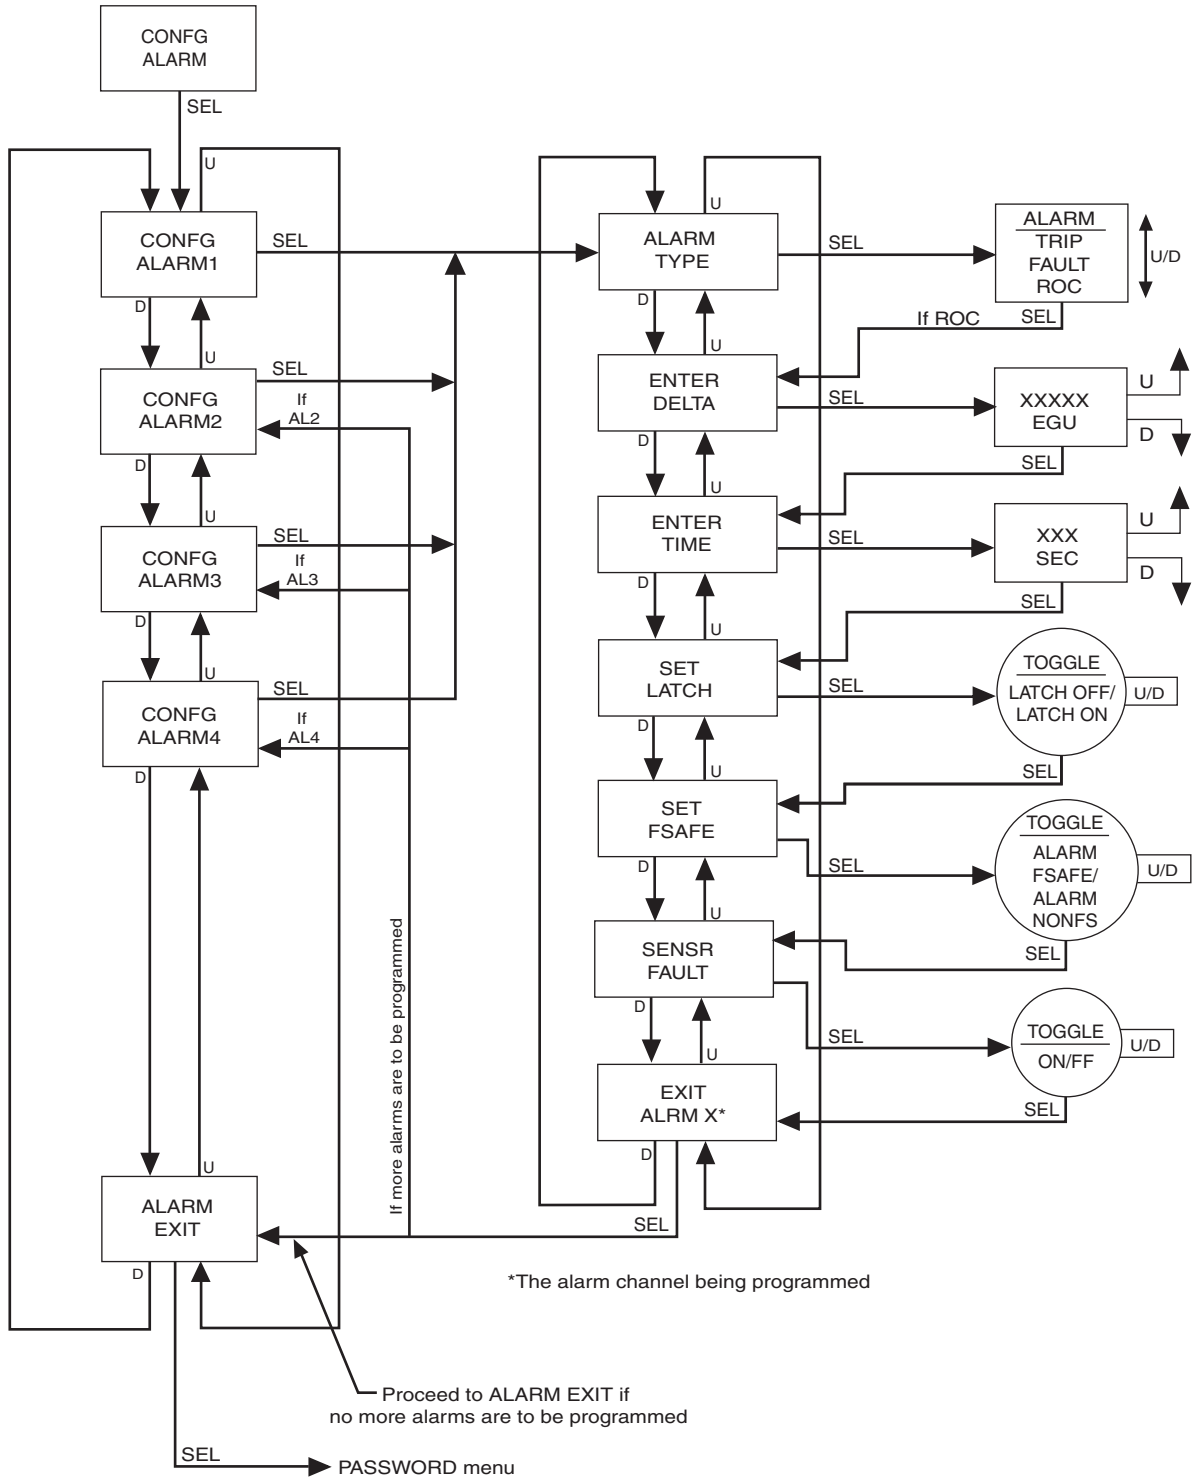 CONFG
ALARM
SEL
U
CONFG
ALARM1
SEL
D
U
CONFG
ALARM2
SEL
If
AL2
D
U
CONFG
ALARM3
SEL
If
AL3
D
U
CONFG
ALARM4
SEL
If
AL4
D
If more alarms are to be programmed
U
ALARM
EXIT
D
SEL
PASSWORD menu
Proceed to ALARM EXIT if
no more alarms are to be programmed
U
ALARM
TYPE
SEL
ALARM
TRIP
FAULT
ROC
U/D
SEL
If ROC
D
U
ENTER
DELTA
SEL
XXXXX
EGU
U
D
SEL
D
U
ENTER
TIME
SEL
XXX
SEC
U
D
SEL
D
U
SET
LATCH
SEL
TOGGLE
LATCH OFF/
LATCH ON
U/D
SEL
D
U
SET
FSAFE
SEL
TOGGLE
ALARM
FSAFE/
ALARM
NONFS
U/D
SEL
D
U
SENSR
FAULT
SEL
TOGGLE
ON/FF
U/D
SEL
D
U
EXIT
ALRM X*
D
SEL
*The alarm channel being programmed